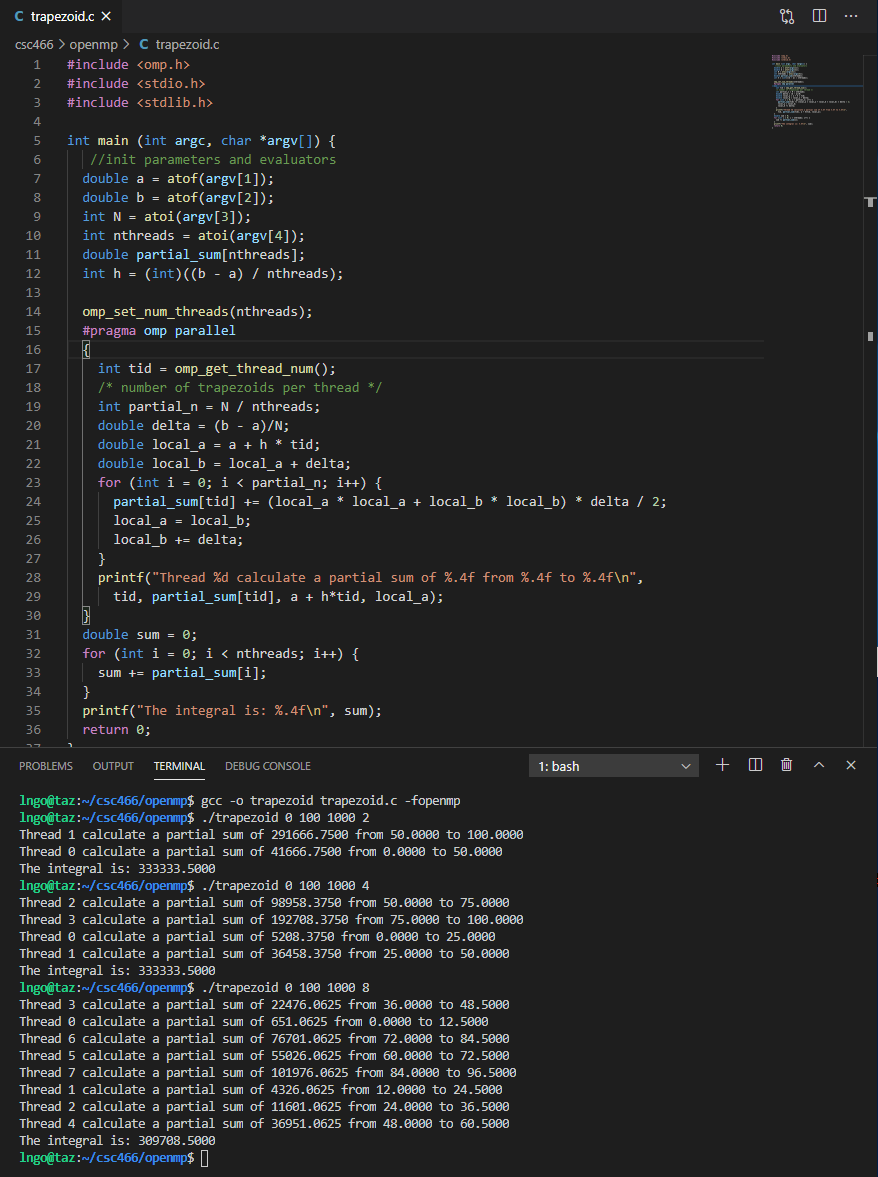 C trapezoid.c ×
csc466 > openmp > C trapezoid.c
1 #include <omp.h>
2 #include <stdio.h>
3 #include <stdlib.h>
4
5 int main (int argc, char *argv[]) {
6 //init parameters and evaluators
7 double a = atof(argv[1]);
8 double b = atof(argv[2]);
9 int N = atoi(argv[3]);
10 int nthreads = atoi(argv[4]);
11 double partial_sum[nthreads];
12 int h = (int)((b - a) / nthreads);
13
14 omp_set_num_threads(nthreads);
15 #pragma omp parallel
16 {
17 int tid = omp_get_thread_num();
18 /* number of trapezoids per thread */
19 int partial_n = N / nthreads;
20 double delta = (b - a)/N;
21 double local_a = a + h * tid;
22 double local_b = local_a + delta;
23 for (int i = 0; i < partial_n; i++) {
24 partial_sum[tid] += (local_a * local_a + local_b * local_b) * delta / 2;
25 local_a = local_b;
26 local_b += delta;
27 }
28 printf("Thread %d calculate a partial sum of %.4f from %.4f to %.4f\n",
29 tid, partial_sum[tid], a + h*tid, local_a);
30 }
31 double sum = 0;
32 for (int i = 0; i < nthreads; i++) {
33 sum += partial_sum[i];
34 }
35 printf("The integral is: %.4f\n", sum);
36 return 0;
37 }
PROBLEMS OUTPUT TERMINAL DEBUG CONSOLE 1: bash
lngo@taz:~/csc466/openmp$ gcc -o trapezoid trapezoid.c -fopenmp
lngo@taz:~/csc466/openmp$ ./trapezoid 0 100 1000 2
Thread 1 calculate a partial sum of 291666.7500 from 50.0000 to 100.0000
Thread 0 calculate a partial sum of 41666.7500 from 0.0000 to 50.0000
The integral is: 333333.5000
lngo@taz:~/csc466/openmp$ ./trapezoid 0 100 1000 4
Thread 2 calculate a partial sum of 98958.3750 from 50.0000 to 75.0000
Thread 3 calculate a partial sum of 192708.3750 from 75.0000 to 100.0000
Thread 0 calculate a partial sum of 5208.3750 from 0.0000 to 25.0000
Thread 1 calculate a partial sum of 36458.3750 from 25.0000 to 50.0000
The integral is: 333333.5000
lngo@taz:~/csc466/openmp$ ./trapezoid 0 100 1000 8
Thread 3 calculate a partial sum of 22476.0625 from 36.0000 to 48.5000
Thread 0 calculate a partial sum of 651.0625 from 0.0000 to 12.5000
Thread 6 calculate a partial sum of 76701.0625 from 72.0000 to 84.5000
Thread 5 calculate a partial sum of 55026.0625 from 60.0000 to 72.5000
Thread 7 calculate a partial sum of 101976.0625 from 84.0000 to 96.5000
Thread 1 calculate a partial sum of 4326.0625 from 12.0000 to 24.5000
Thread 2 calculate a partial sum of 11601.0625 from 24.0000 to 36.5000
Thread 4 calculate a partial sum of 36951.0625 from 48.0000 to 60.5000
The integral is: 309708.5000
lngo@taz:~/csc466/openmp$